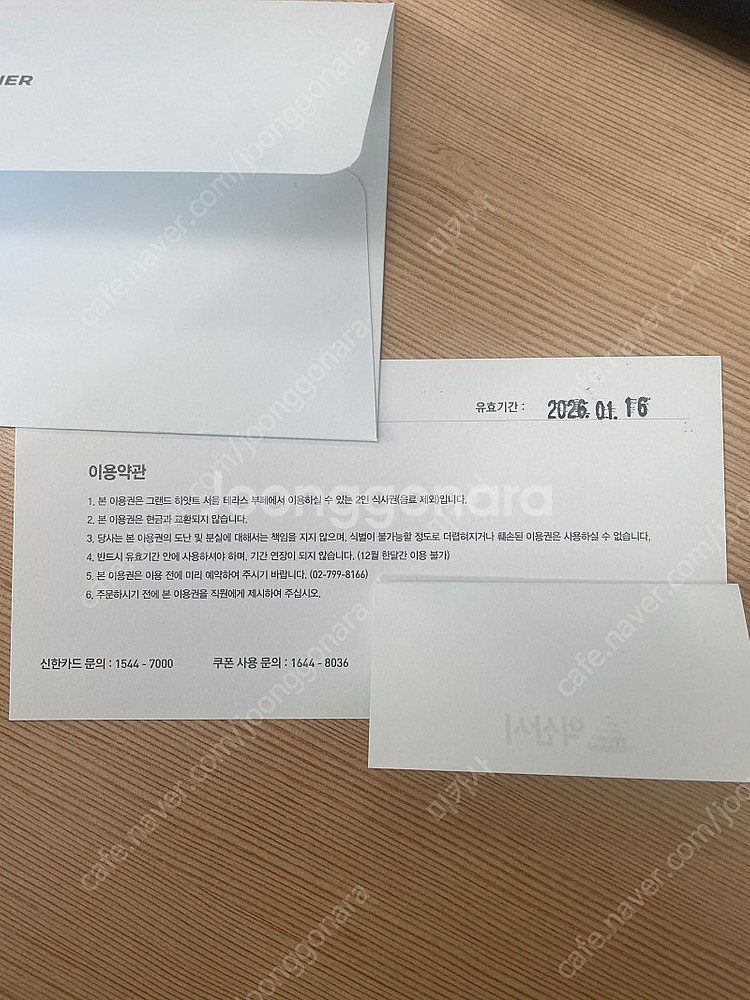 유효기간 : 2026. 01. 16
이용약관
1. 본 이용권은 그랜드 하얏트 서울 테라스 부페에서 이용하실 수 있는 2인 식사권(음료 제외)입니다.
2. 본 이용권은 현금과 교환되지 않습니다.
3. 당사는 본 이용권의 도난 및 분실에 대해서는 책임을 지지 않으며, 식별이 불가능할 정도로 더렵혀지거나 훼손된 이용권은 사용하실 수 없습니다.
4. 반드시 유효기간 안에 사용하셔야 하며, 기간 연장이 되지 않습니다. (12월 한달간 이용 불가)
5. 본 이용권은 이용 전에 미리 예약하여 주시기 바랍니다. (02-799-8166)
6. 주문하시기 전에 본 이용권을 직원에게 제시하여 주십시오.
신한카드 문의 : 1544 - 7000 쿠폰 사용 문의 : 1644 - 8036
익산시
Joonggonara
cafe.naver.com/joonggonara
미키사